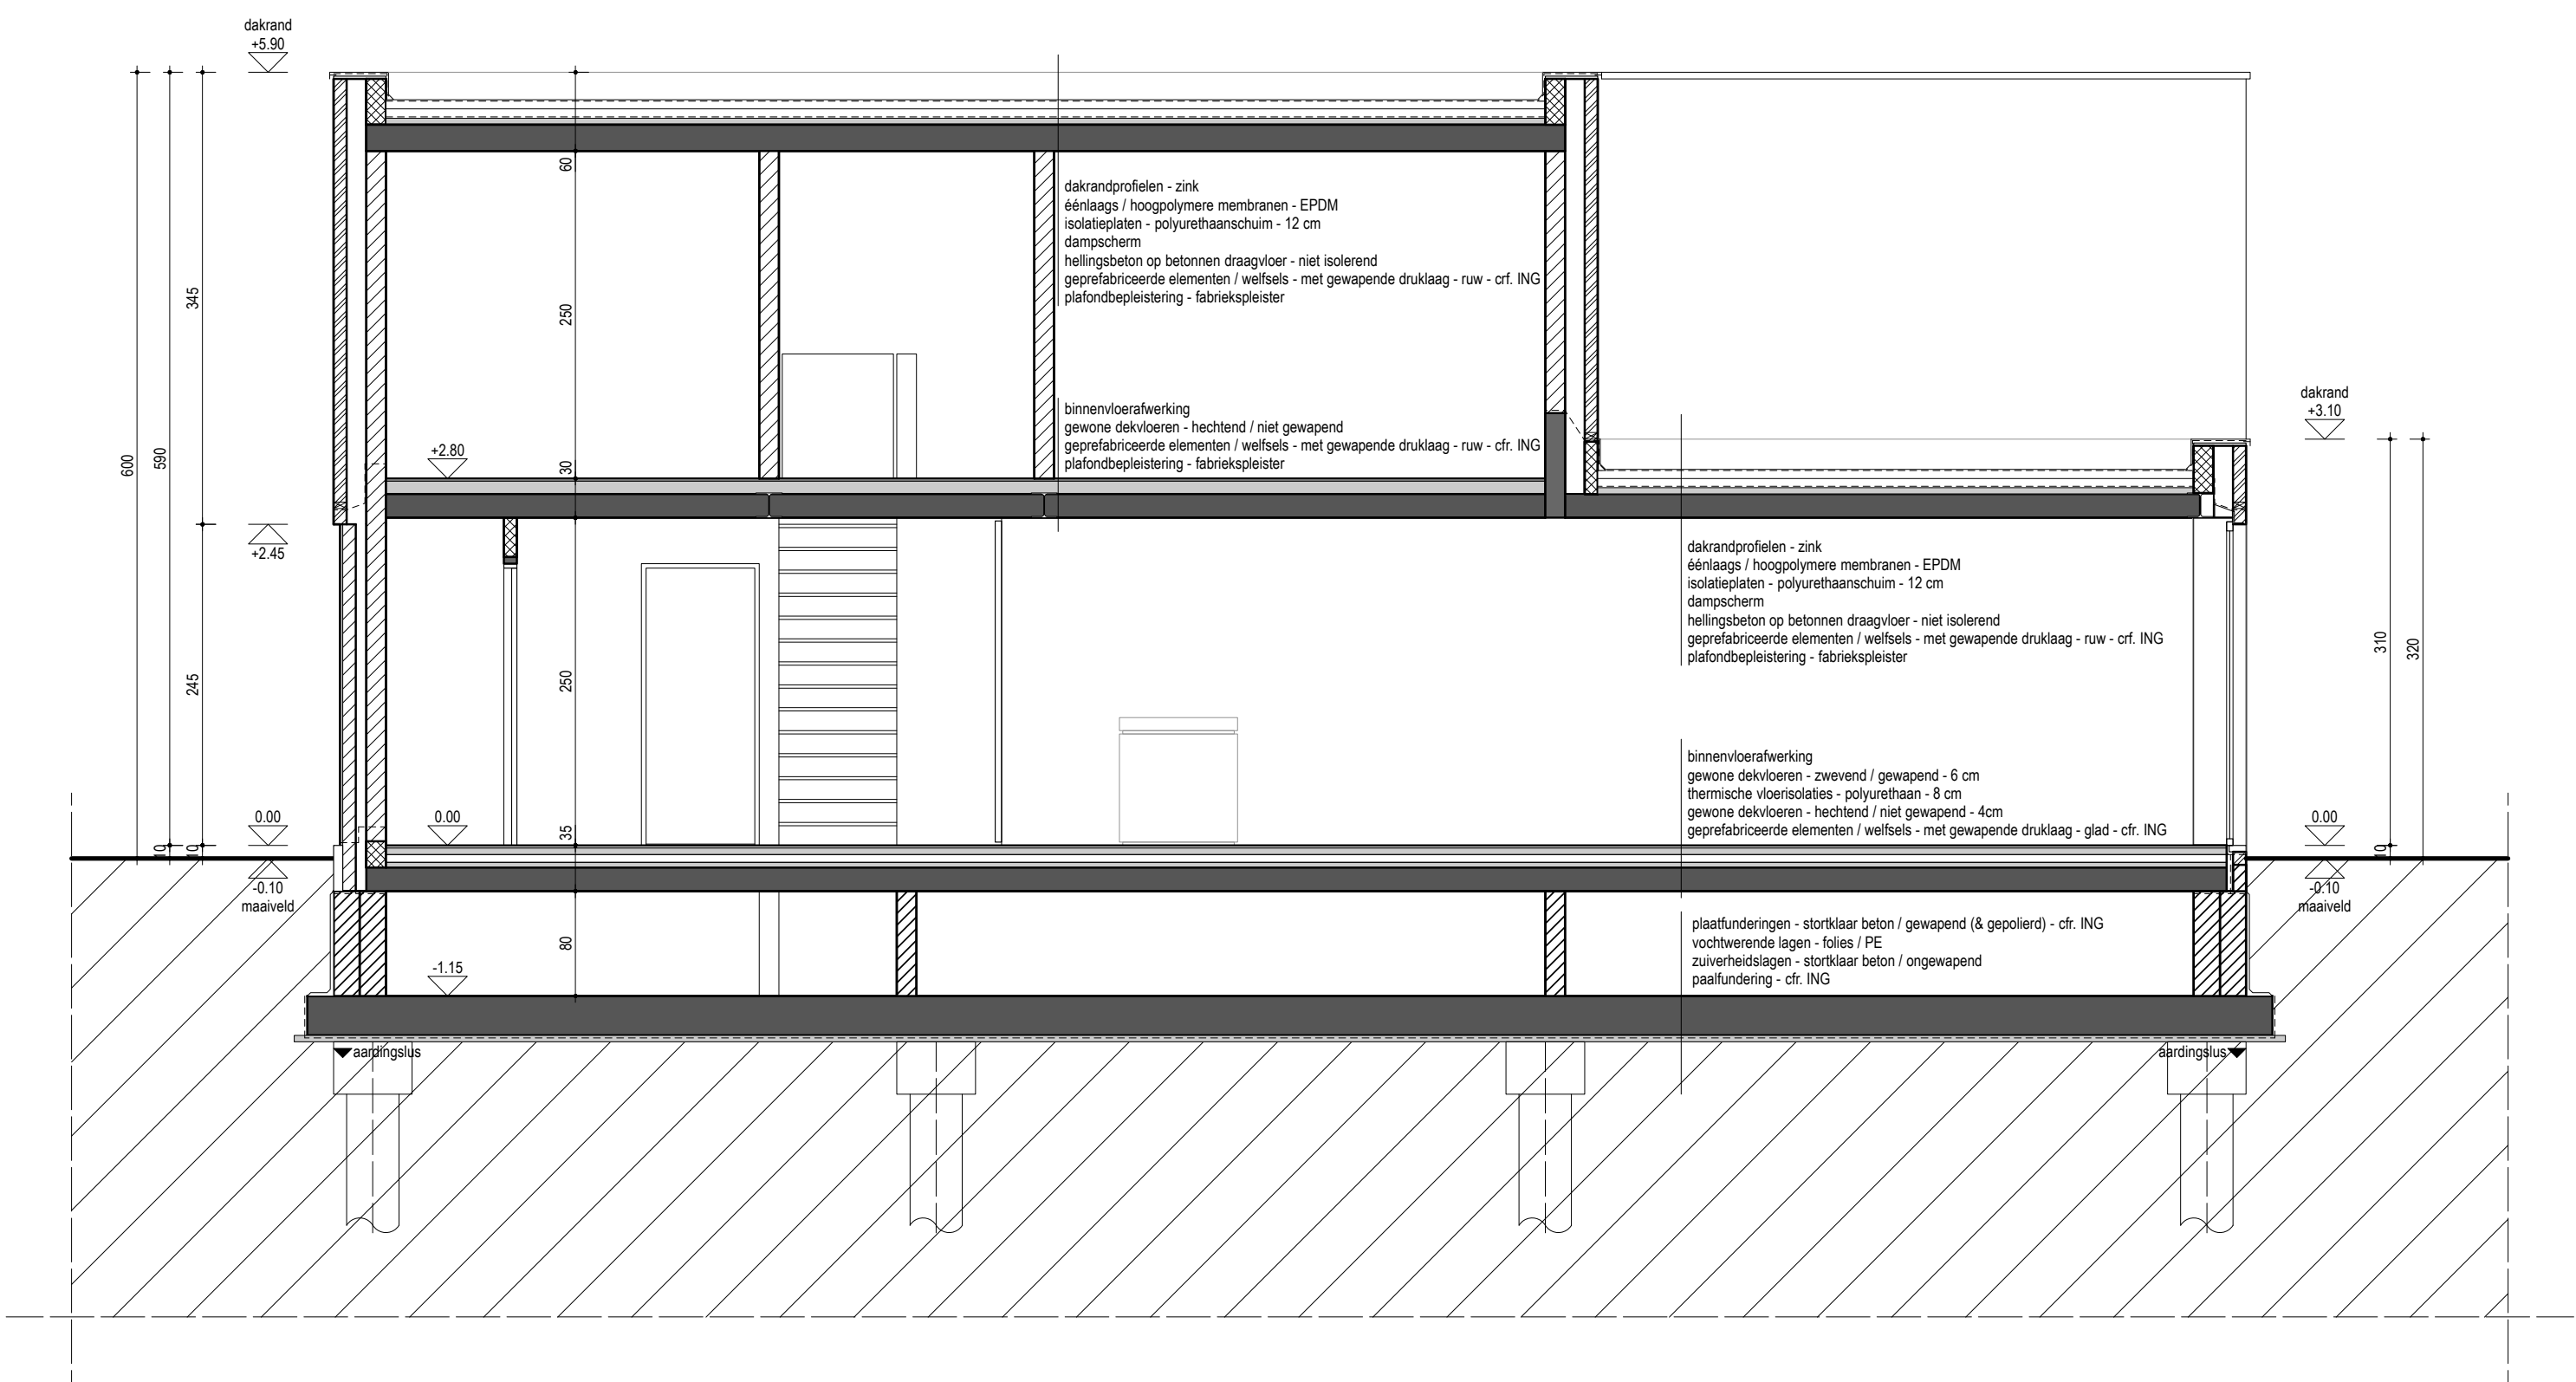 dakrand
+5.90
600
590
345
245
10
10
+2.45
0.00
-0.10
maaiveld
60
250
30
250
35
80
+2.80
0.00
-1.15
dakrandprofielen - zink
éénlaags / hoogpolymere membranen - EPDM
isolatieplaten - polyurethaanschuim - 12 cm
dampscherm
hellingsbeton op betonnen draagvloer - niet isolerend
geprefabriceerde elementen / welfsels - met gewapende druklaag - ruw - crf. ING
plafondbepleistering - fabriekspleister
binnenvloerafwerking
gewone dekvloeren - hechtend / niet gewapend
geprefabriceerde elementen / welfsels - met gewapende druklaag - ruw - cfr. ING
plafondbepleistering - fabriekspleister
dakrandprofielen - zink
éénlaags / hoogpolymere membranen - EPDM
isolatieplaten - polyurethaanschuim - 12 cm
dampscherm
hellingsbeton op betonnen draagvloer - niet isolerend
geprefabriceerde elementen / welfsels - met gewapende druklaag - ruw - crf. ING
plafondbepleistering - fabriekspleister
binnenvloerafwerking
gewone dekvloeren - zwevend / gewapend - 6 cm
thermische vloerisolaties - polyurethaan - 8 cm
gewone dekvloeren - hechtend / niet gewapend - 4cm
geprefabriceerde elementen / welfsels - met gewapende druklaag - glad - cfr. ING
plaatfunderingen - stortklaar beton / gewapend (& gepolierd) - cfr. ING
vochtwerende lagen - folies / PE
zuiverheidslagen - stortklaar beton / ongewapend
paalfundering - cfr. ING
dakrand
+3.10
310
320
10
0.00
-0.10
maaiveld
aardingslus
aardingslus